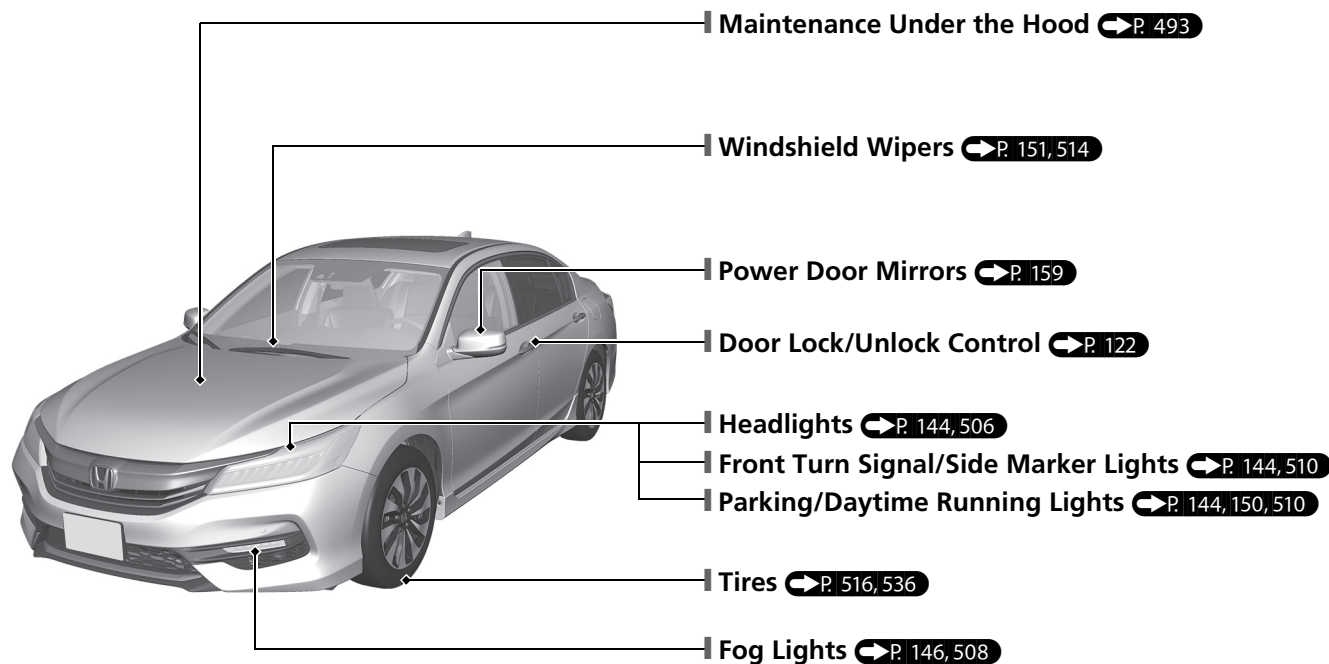 Maintenance Under the Hood P. 493
Windshield Wipers P. 151, 514
Power Door Mirrors P. 159
Door Lock/Unlock Control P. 122
Headlights P. 144, 506
Front Turn Signal/Side Marker Lights P. 144, 510
Parking/Daytime Running Lights P. 144, 150, 510
Tires P. 516, 536
Fog Lights P. 146, 508